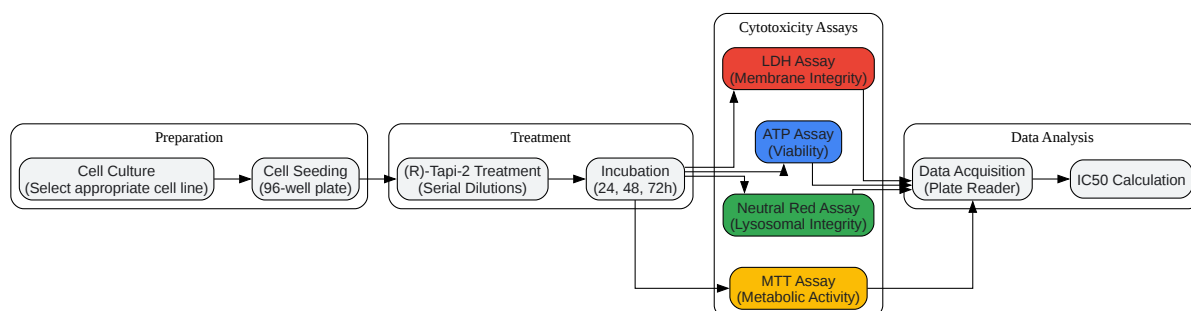 Preparation
Cell Culture
(Select appropriate cell line)
Cell Seeding
(96-well plate)
Treatment
(R)-Tapi-2 Treatment
(Serial Dilutions)
Incubation
(24, 48, 72h)
Cytotoxicity Assays
LDH Assay
(Membrane Integrity)
ATP Assay
(Viability)
Neutral Red Assay
(Lysosomal Integrity)
MTT Assay
(Metabolic Activity)
Data Analysis
Data Acquisition
(Plate Reader)
IC50 Calculation